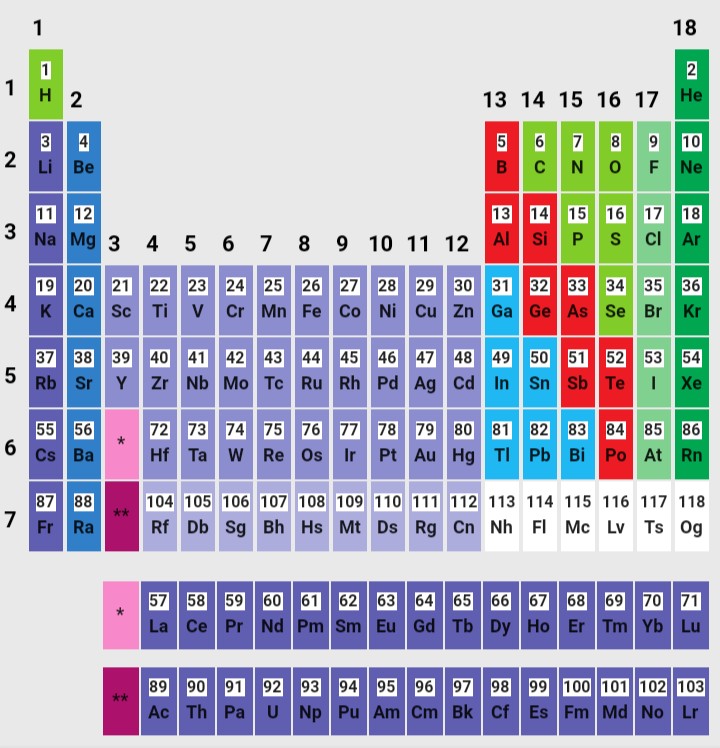 1 18
1 1 2
H 2 13 14 15 16 17 He
2 3 4 5 6 7 8 9 10
Li Be B C N O F Ne
3 11 12 13 14 15 16 17 18
Na Mg 3 4 5 6 7 8 9 10 11 12 Al Si P S Cl Ar
4 19 20 21 22 23 24 25 26 27 28 29 30 31 32 33 34 35 36
K Ca Sc Ti V Cr Mn Fe Co Ni Cu Zn Ga Ge As Se Br Kr
5 37 38 39 40 41 42 43 44 45 46 47 48 49 50 51 52 53 54
Rb Sr Y Zr Nb Mo Tc Ru Rh Pd Ag Cd In Sn Sb Te I Xe
6 55 56 * 72 73 74 75 76 77 78 79 80 81 82 83 84 85 86
Cs Ba Hf Ta W Re Os Ir Pt Au Hg Tl Pb Bi Po At Rn
7 87 88 ** 104 105 106 107 108 109 110 111 112 113 114 115 116 117 118
Fr Ra Rf Db Sg Bh Hs Mt Ds Rg Cn Nh Fl Mc Lv Ts Og
* 57 58 59 60 61 62 63 64 65 66 67 68 69 70 71
La Ce Pr Nd Pm Sm Eu Gd Tb Dy Ho Er Tm Yb Lu
** 89 90 91 92 93 94 95 96 97 98 99 100 101 102 103
Ac Th Pa U Np Pu Am Cm Bk Cf Es Fm Md No Lr